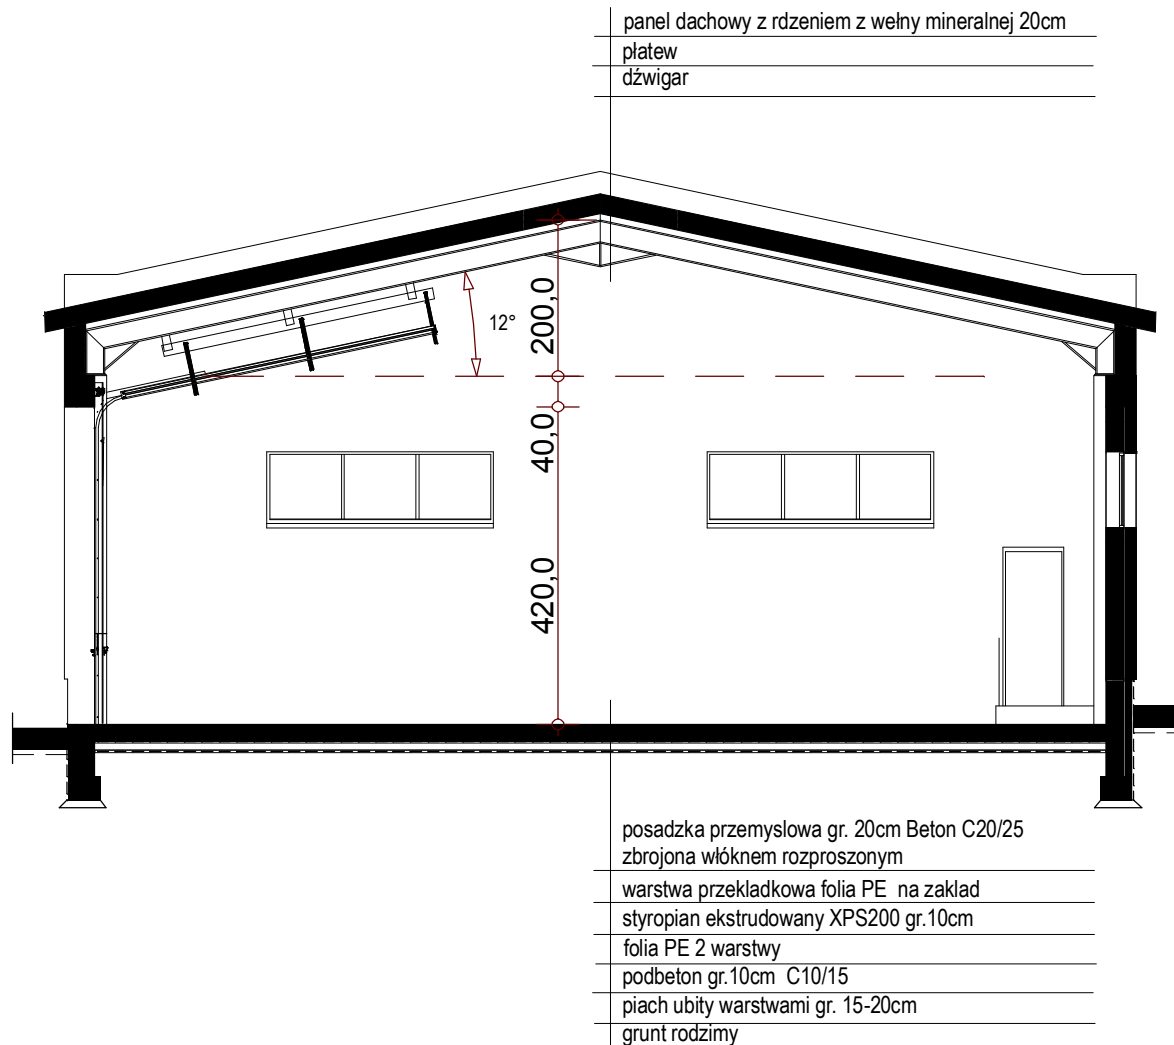 panel dachowy z rdzeniem z wełny mineralnej 20cm
płatew
dźwigar
12°
200,0
40,0
420,0
posadzka przemyslowa gr. 20cm Beton C20/25
zbrojona włóknem rozproszonym
warstwa przekladkowa folia PE na zaklad
styropian ekstrudowany XPS200 gr.10cm
folia PE 2 warstwy
podbeton gr.10cm C10/15
piach ubity warstwami gr. 15-20cm
grunt rodzimy